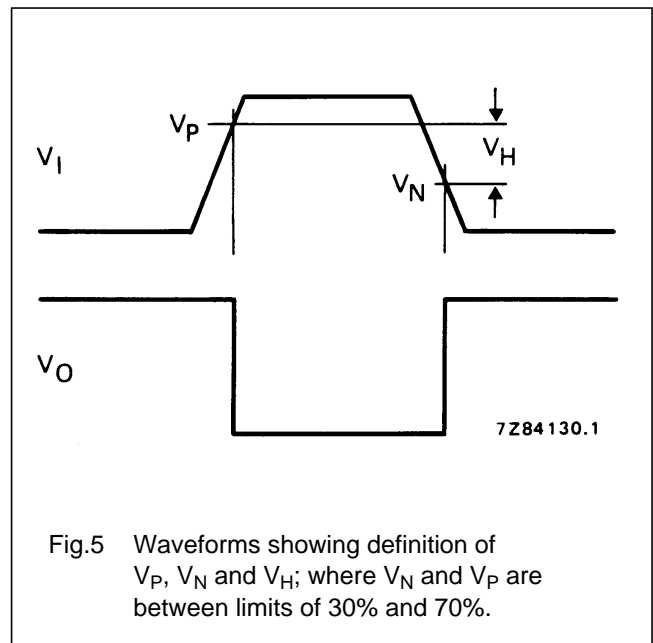 V_P
V_I
V_H
V_N
V_O
7Z84130.1
Fig.5 Waveforms showing definition of
V_P, V_N and V_H; where V_N and V_P are
between limits of 30% and 70%.